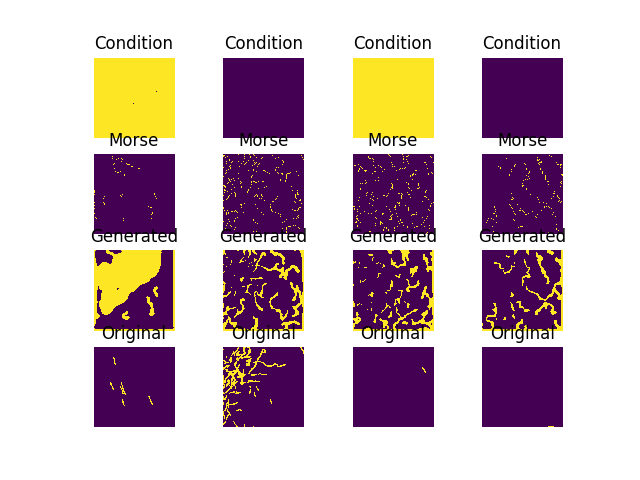 Condition Condition Condition Condition
Morse Morse Morse Morse
Generated Generated Generated Generated
Original Original Original Original